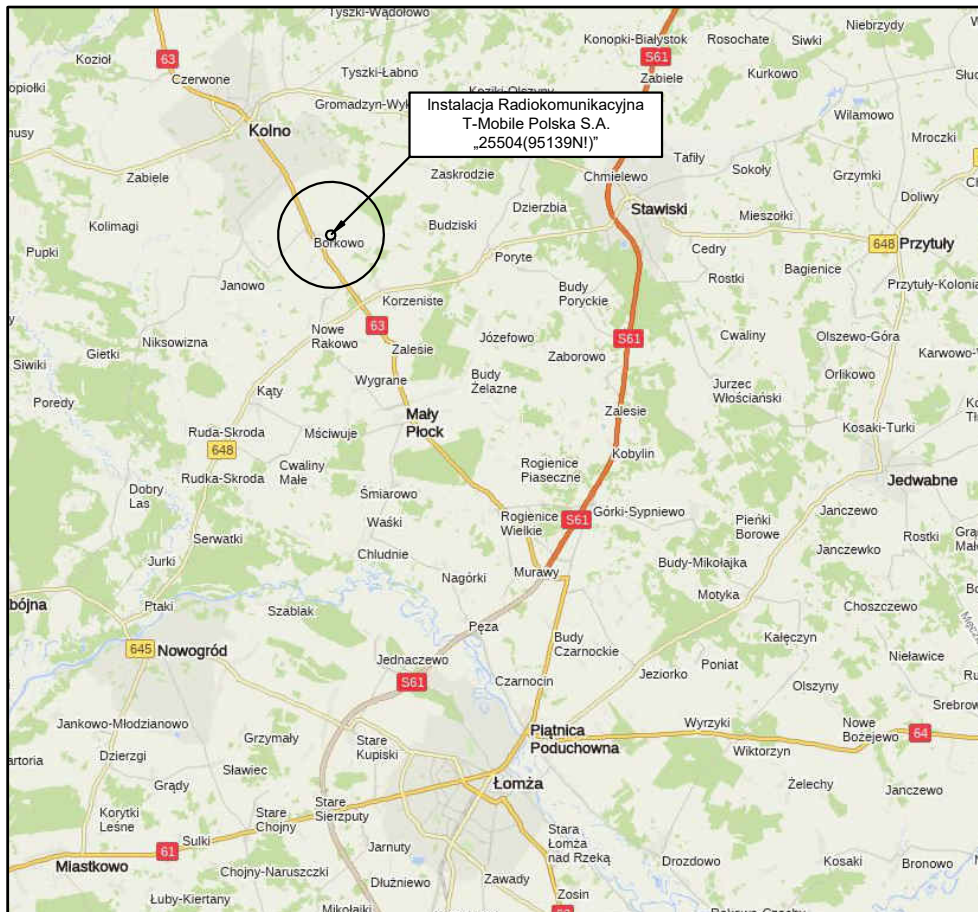 Tyszki-Wądołowo
Niebrzydy
Konopki-Białystok
Rosochate
Siwki
Kozioł
63
S61
Czerwone
Tyszki-Łabno
Zabiele
Kurkowo
Gromadzyn-Wyk
Instalacja Radiokomunikacyjna
T-Mobile Polska S.A.
„25504(95139N!)”
Wilamowo
Kolno
Mroczki
Tafiły
Zabiele
Zaskrodzie
Chmielewo
Sokoły
Grzymki
Doliwy
Dzierzbia
Stawiski
Mieszołki
Kolimagi
Budziski
Borkowo
648
Przytuły
Pupki
Poryte
Cedry
Bagienice
Rostki
Janowo
Budy
Poryckie
Przytuły-Kolonia
Korzeniste
63
Nowe
Rakowo
Józefowo
S61
Cwaliny
Olszewo-Góra
Niksowizna
Gietki
Zalesie
Zaborowo
Karwowo-W
Siwiki
Wygrane
Budy
Żelazne
Orlikowo
Kąty
Jurzec
Włościański
Poredy
Mały
Płock
Zalesie
Ruda-Skroda
Mściwuje
Kosaki-Turki
648
Kobylin
Rudka-Skroda
Cwaliny
Małe
Rogienice
Piaseczne
Jedwabne
Dobry
Las
Śmiarowo
Rogienice
Wielkie
S61
Górki-Sypniewo
Janczewo
Waśki
Pieńki
Borowe
Serwatki
Rostki
Janczewko
Chludnie
Jurki
Budy-Mikołajka
Nagórki
Murawy
Motyka
bójna
Ptaki
Szablak
Choszczewo
Pęza
Budy
Czarnockie
Kałęczyn
645
Nowogród
Jednaczewo
Poniat
Nieławice
S61
Czarnocin
Jeziorko
Olszyny
Srebrow
Jankowo-Młodzianowo
Piątnica
Poduchowna
Wyrzyki
Nowe
Bożejewo
64
Grzymały
Stare
Kupiski
Dzierzgi
Wiktorzyn
artoria
Sławiec
Grądy
Łomża
Żelechy
Janczewo
Korytki
Leśne
Stare
Chojny
Stare
Sierzputy
Sulki
Stara
Łomża
nad Rzeką
61
Jarnuty
Miastkowo
Drozdowo
Kosaki
Bronowo
Chojny-Naruszczki
Dłużniewo
Zawady
Łuby-Kiertany
Zosin
Mikołajki